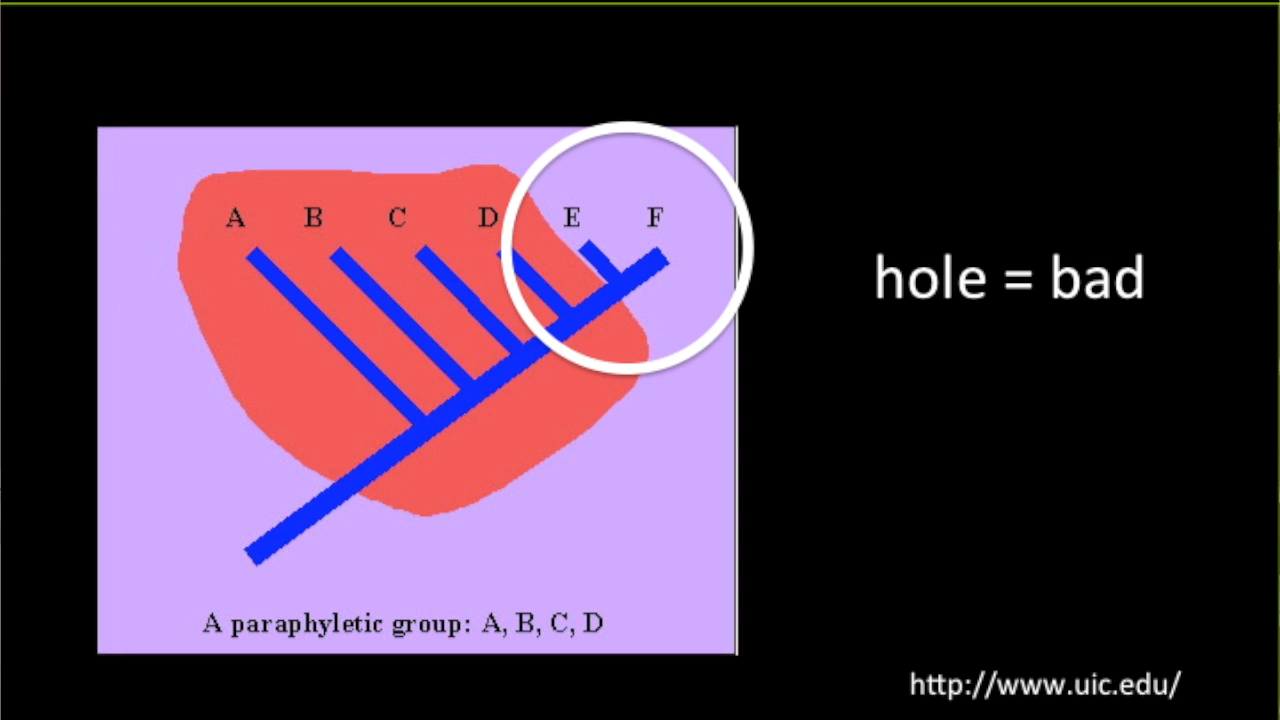 A B C D E F
hole = bad
A paraphyletic group: A, B, C, D
http://www.uic.edu/